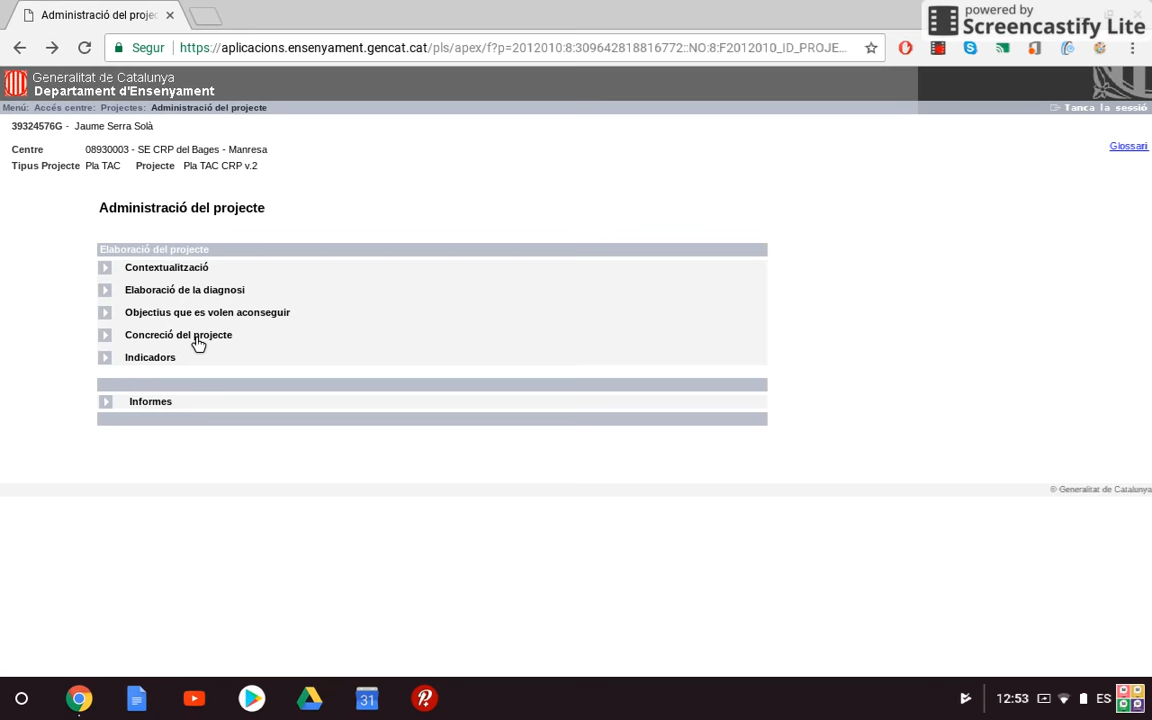 Administració del projec
powered by
Screencastify Lite
Segur
https://aplicacions.ensenyament.gencat.cat/pls/apex/f?p=2012010:8:309642818816772::NO:8:F2012010_ID_PROJE...
Generalitat de Catalunya
Departament d'Ensenyament
Menú: Accés centre: Projectes: Administració del projecte
Tanca la sessió
39324576G - Jaume Serra Solà
Glossari
Centre 08930003 - SE CRP del Bages - Manresa
Tipus Projecte Pla TAC Projecte Pla TAC CRP v.2
Administració del projecte
Elaboració del projecte
Contextualització
Elaboració de la diagnosi
Objectius que es volen aconseguir
Concreció del projecte
Indicadors
Informes
© Generalitat de Catalunya
31
12:53
ES